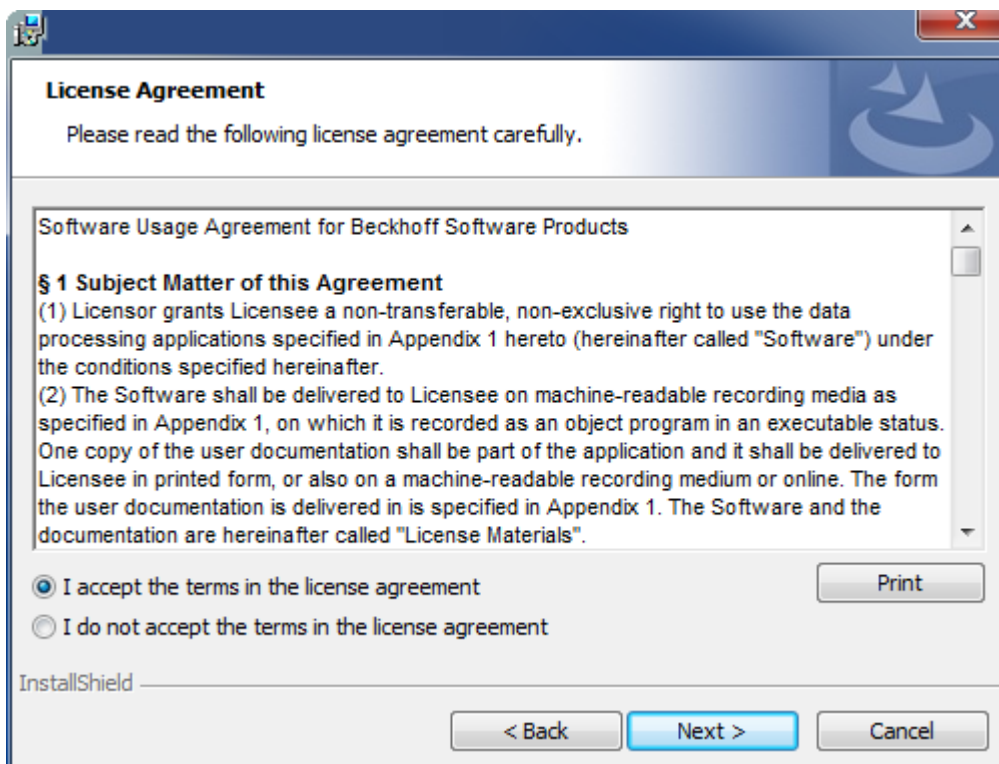 License Agreement
Please read the following license agreement carefully.
Software Usage Agreement for Beckhoff Software Products
§ 1 Subject Matter of this Agreement
(1) Licensor grants Licensee a non-transferable, non-exclusive right to use the data
processing applications specified in Appendix 1 hereto (hereinafter called "Software") under
the conditions specified hereinafter.
(2) The Software shall be delivered to Licensee on machine-readable recording media as
specified in Appendix 1, on which it is recorded as an object program in an executable status.
One copy of the user documentation shall be part of the application and it shall be delivered to
Licensee in printed form, or also on a machine-readable recording medium or online. The form
the user documentation is delivered in is specified in Appendix 1. The Software and the
documentation are hereinafter called "License Materials".
I accept the terms in the license agreement
Print
I do not accept the terms in the license agreement
InstallShield
< Back
Next >
Cancel